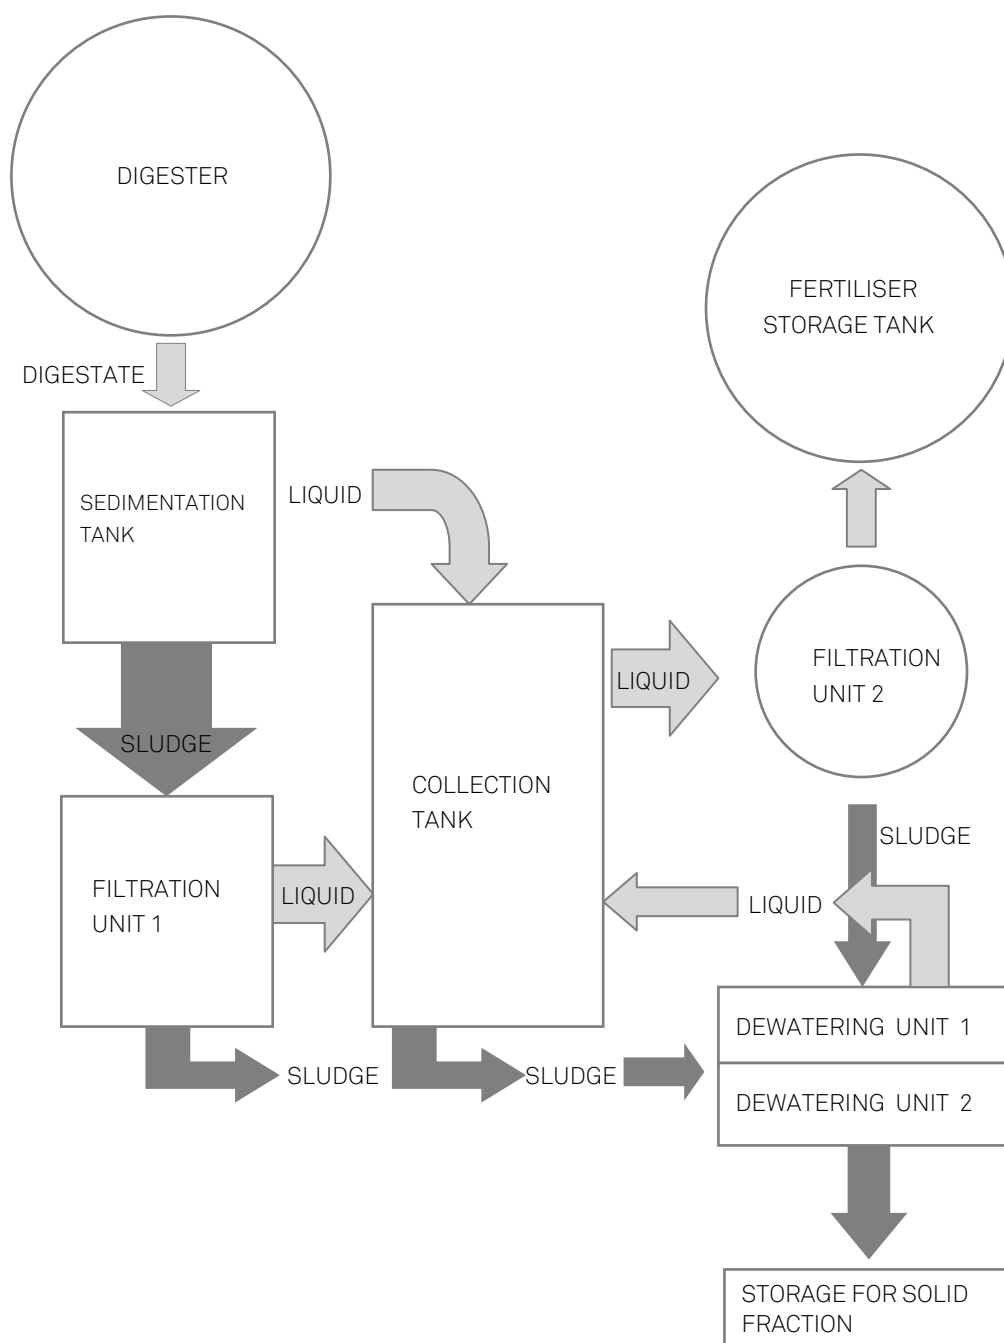 DIGESTER
FERTILISER
STORAGE TANK
DIGESTATE
SEDIMENTATION
TANK
LIQUID
FILTRATION
UNIT 2
LIQUID
SLUDGE
COLLECTION
TANK
SLUDGE
FILTRATION
UNIT 1
LIQUID
LIQUID
DEWATERING UNIT 1
SLUDGE
SLUDGE
DEWATERING UNIT 2
STORAGE FOR SOLID
FRACTION